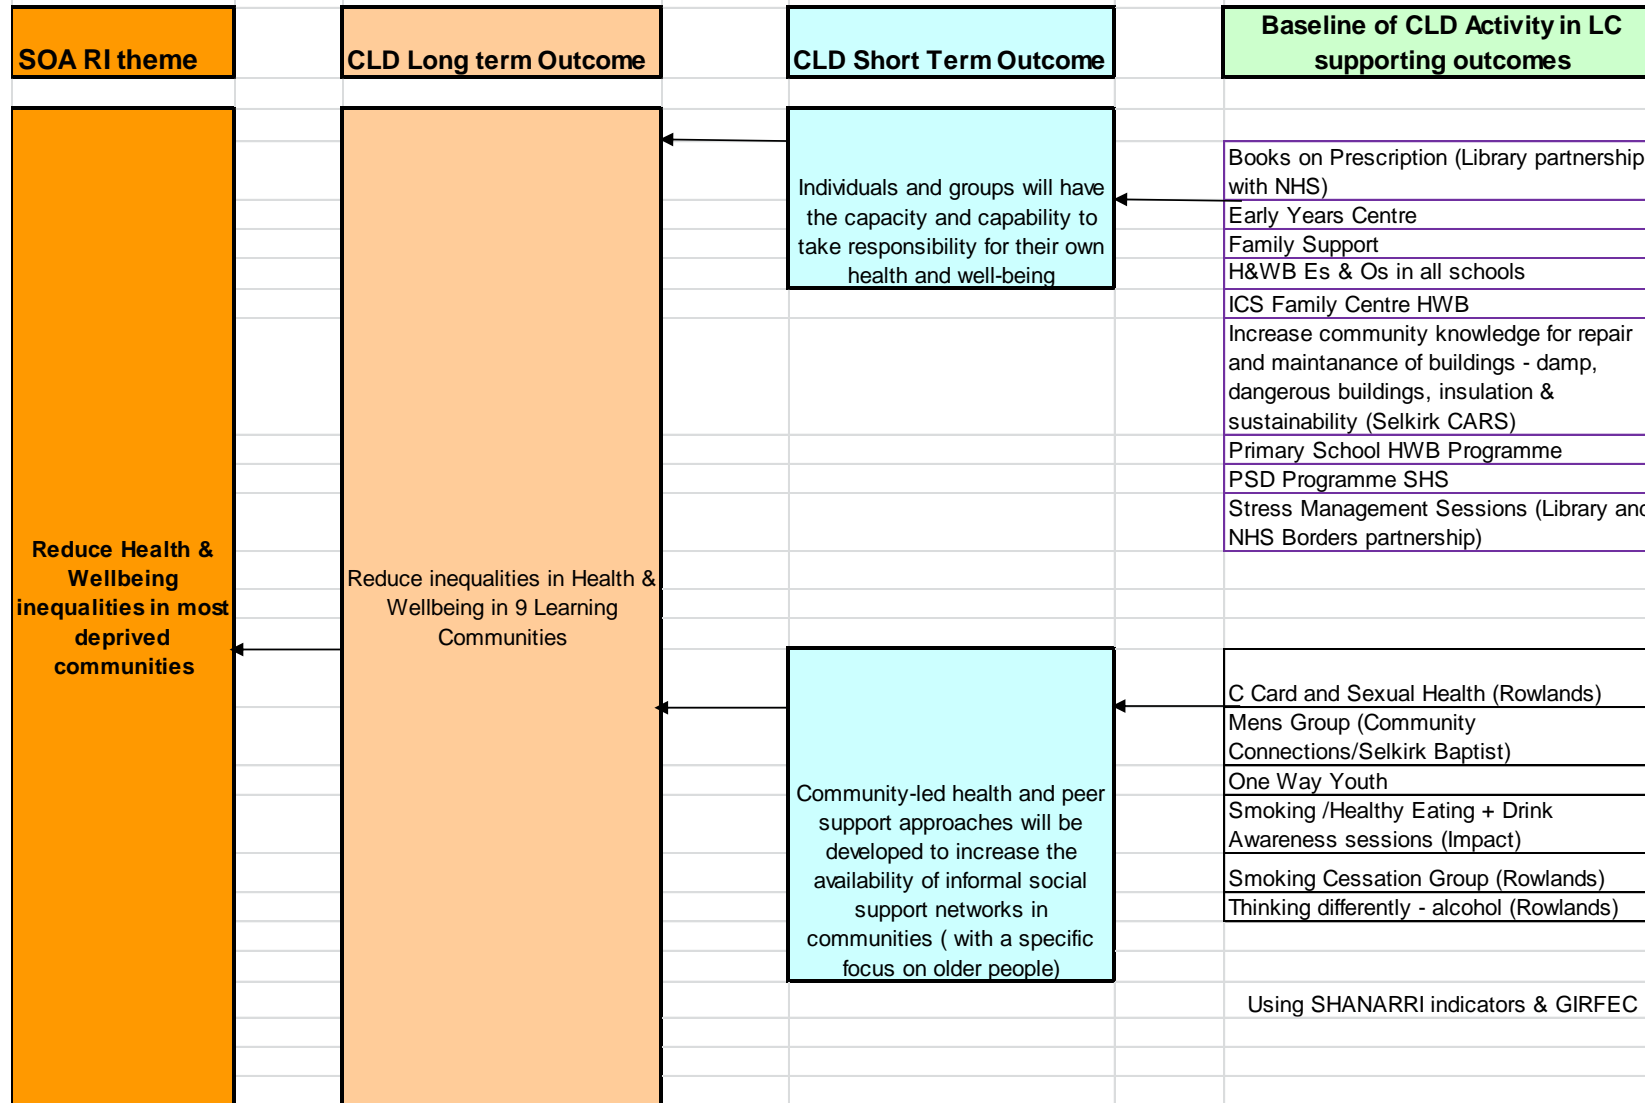 SOA RI theme
CLD Long term Outcome
CLD Short Term Outcome
Baseline of CLD Activity in LC
supporting outcomes
Reduce Health &
Wellbeing
inequalities in most
deprived
communities
Reduce inequalities in Health &
Wellbeing in 9 Learning
Communities
Individuals and groups will have
the capacity and capability to
take responsibility for their own
health and well-being
Books on Prescription (Library partnership
with NHS)
Early Years Centre
Family Support
H&WB Es & Os in all schools
ICS Family Centre HWB
Increase community knowledge for repair
and maintanance of buildings - damp,
dangerous buildings, insulation &
sustainability (Selkirk CARS)
Primary School HWB Programme
PSD Programme SHS
Stress Management Sessions (Library and
NHS Borders partnership)
Community-led health and peer
support approaches will be
developed to increase the
availability of informal social
support networks in
communities ( with a specific
focus on older people)
C Card and Sexual Health (Rowlands)
Mens Group (Community
Connections/Selkirk Baptist)
One Way Youth
Smoking /Healthy Eating + Drink
Awareness sessions (Impact)
Smoking Cessation Group (Rowlands)
Thinking differently - alcohol (Rowlands)
Using SHANARRI indicators & GIRFEC